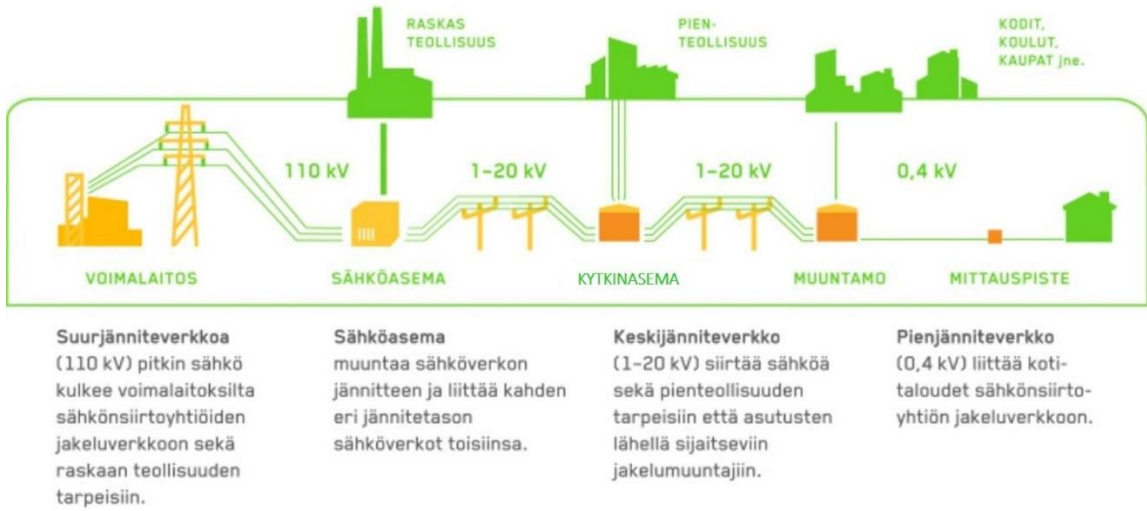 RASKAS
TEOLLISUUS
PIEN-
TEOLLISUUS
KODIT,
KOULUT,
KAUPAT jne.
110 kV
1-20 kV
1-20 kV
0,4 kV
VOIMALAITOS
SÄHKÖASEMA
KYTKINASEMA
MUUNTAMO
MITTAUSPISTE
Suurjänniteverkkoa
(110 kV) pitkin sähkö
kulkee voimalaitoksilta
sähkönsiirtoyhtiöiden
jakeluverkkoon sekä
raskaan teollisuuden
tarpeisiin.
Sähköasema
muuntaa sähköverkon
jännitteen ja liittää kahden
eri jännitetason
sähköverkot toisiinsa.
Keskijänniteverkko
(1-20 kV) siirtää sähköä
sekä pienteollisuuden
tarpeisiin että asutusten
lähellä sijaitseviin
jakelumuuntajiin.
Pienjänniteverkko
(0,4 kV) liittää koti-
taloudet sähkönsiirto-
yhtiön jakeluverkkoon.